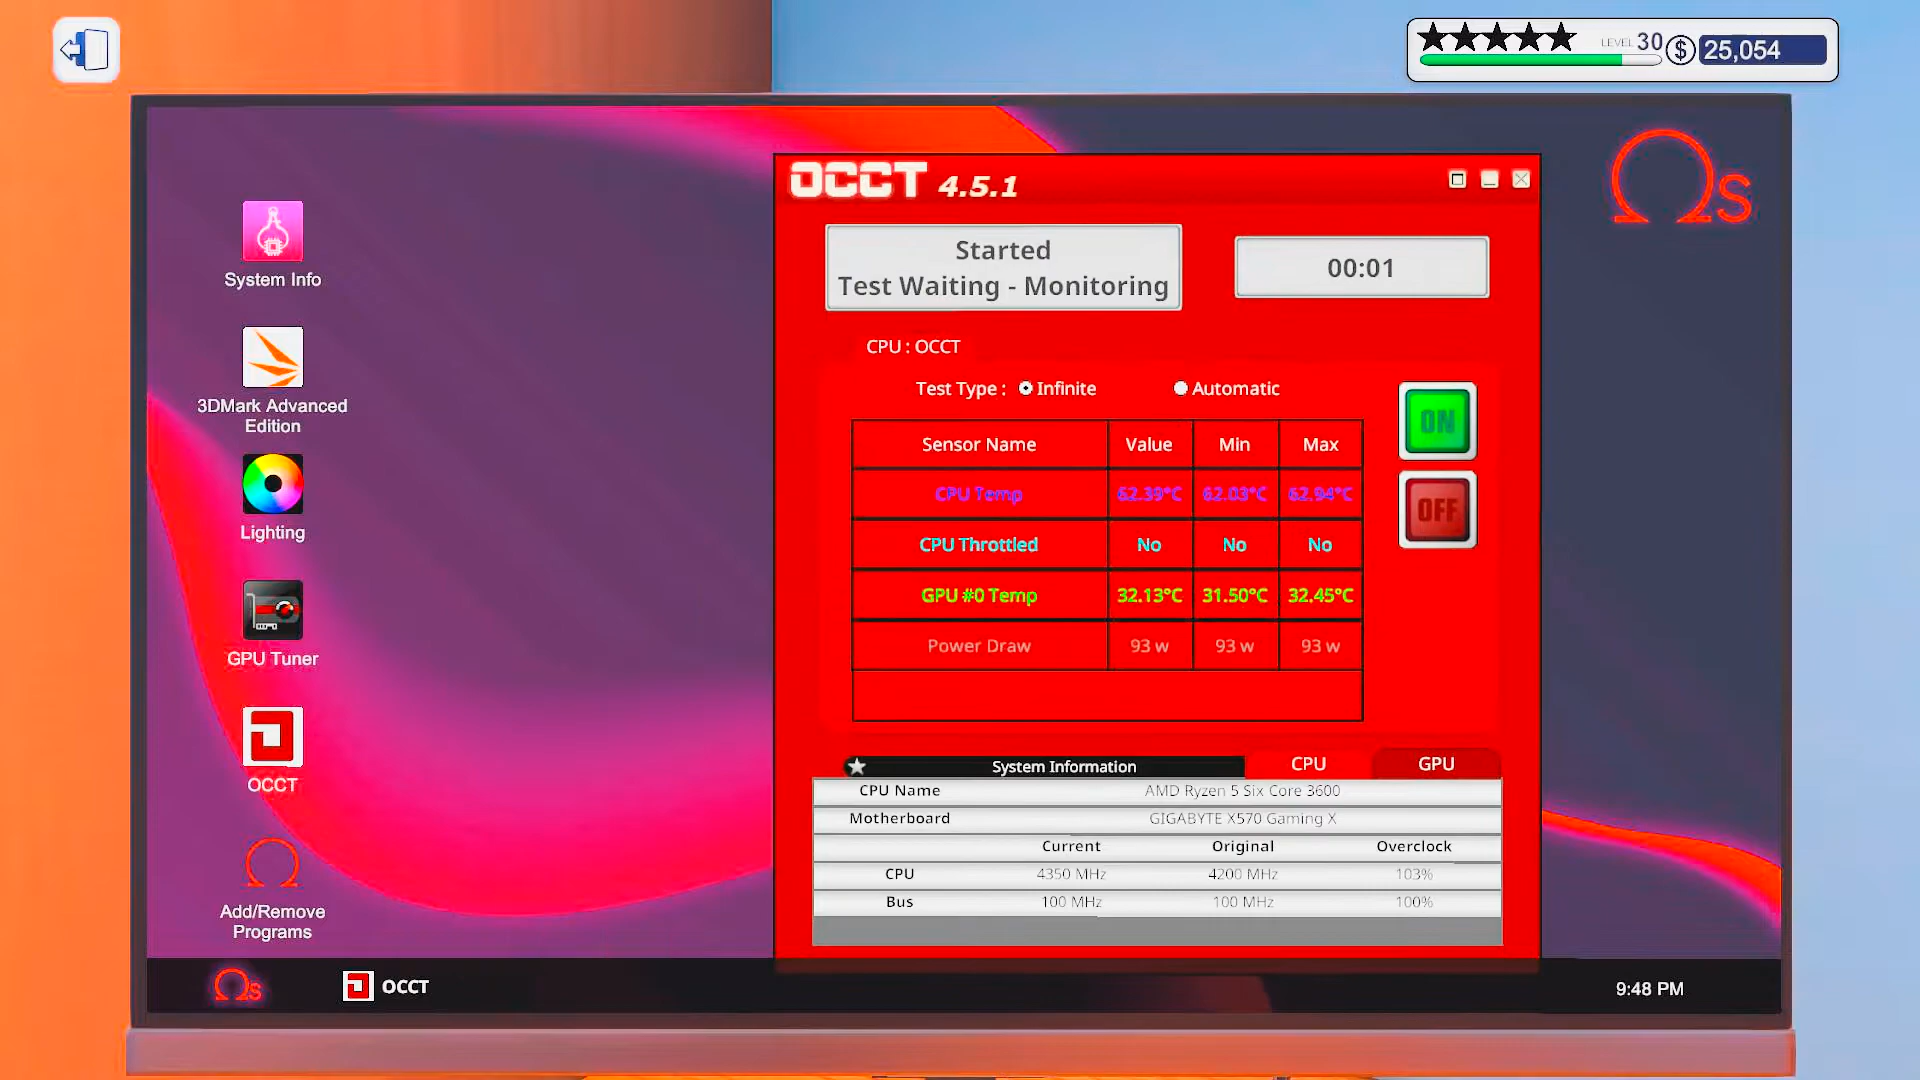 LEVEL 30
$ 25,054
OCCT 4.5.1
Started
Test Waiting - Monitoring
00:01
CPU : OCCT
Test Type : Infinite Automatic
ON
OFF
Sensor Name Value Min Max
CPU Temp 62.39°C 62.03°C 62.94°C
CPU Throttled No No No
GPU #0 Temp 32.13°C 31.50°C 32.45°C
Power Draw 93 w 93 w 93 w
System Information CPU GPU
CPU Name AMD Ryzen 5 Six Core 3600
Motherboard GIGABYTE X570 Gaming X
Current Original Overclock
CPU 4350 MHz 4200 MHz 103%
Bus 100 MHz 100 MHz 100%
System Info
3DMark Advanced
Edition
Lighting
GPU Tuner
OCCT
Add/Remove
Programs
Ωs
Ωs
OCCT
9:48 PM